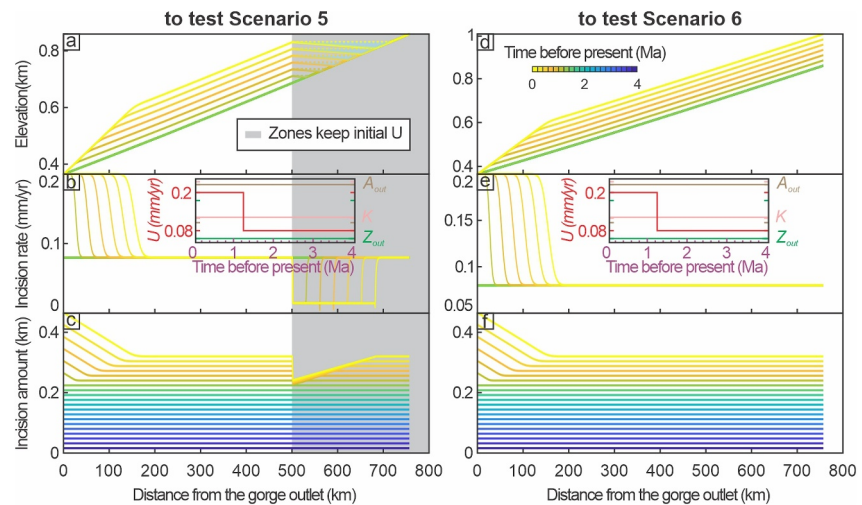 to test Scenario 5
to test Scenario 6
a
Elevation(km)
0.8
0.6
0.4
Zones keep initial U
d
1
0.8
0.6
0.4
Time before present (Ma)
0 2 4
b
Incision rate (mm/yr)
0.2
0.1
0
U (mm/yr)
0.2
0.08
A out
K
Z out
0 1 2 3 4
Time before present (Ma)
e
0.2
0.15
0.1
0.05
U (mm/yr)
0.2
0.08
A out
K
Z out
0 1 2 3 4
Time before present (Ma)
c
Incision amount (km)
0.4
0.2
0
0 100 200 300 400 500 600 700 800
Distance from the gorge outlet (km)
f
0.4
0.2
0
0 100 200 300 400 500 600 700 800
Distance from the gorge outlet (km)